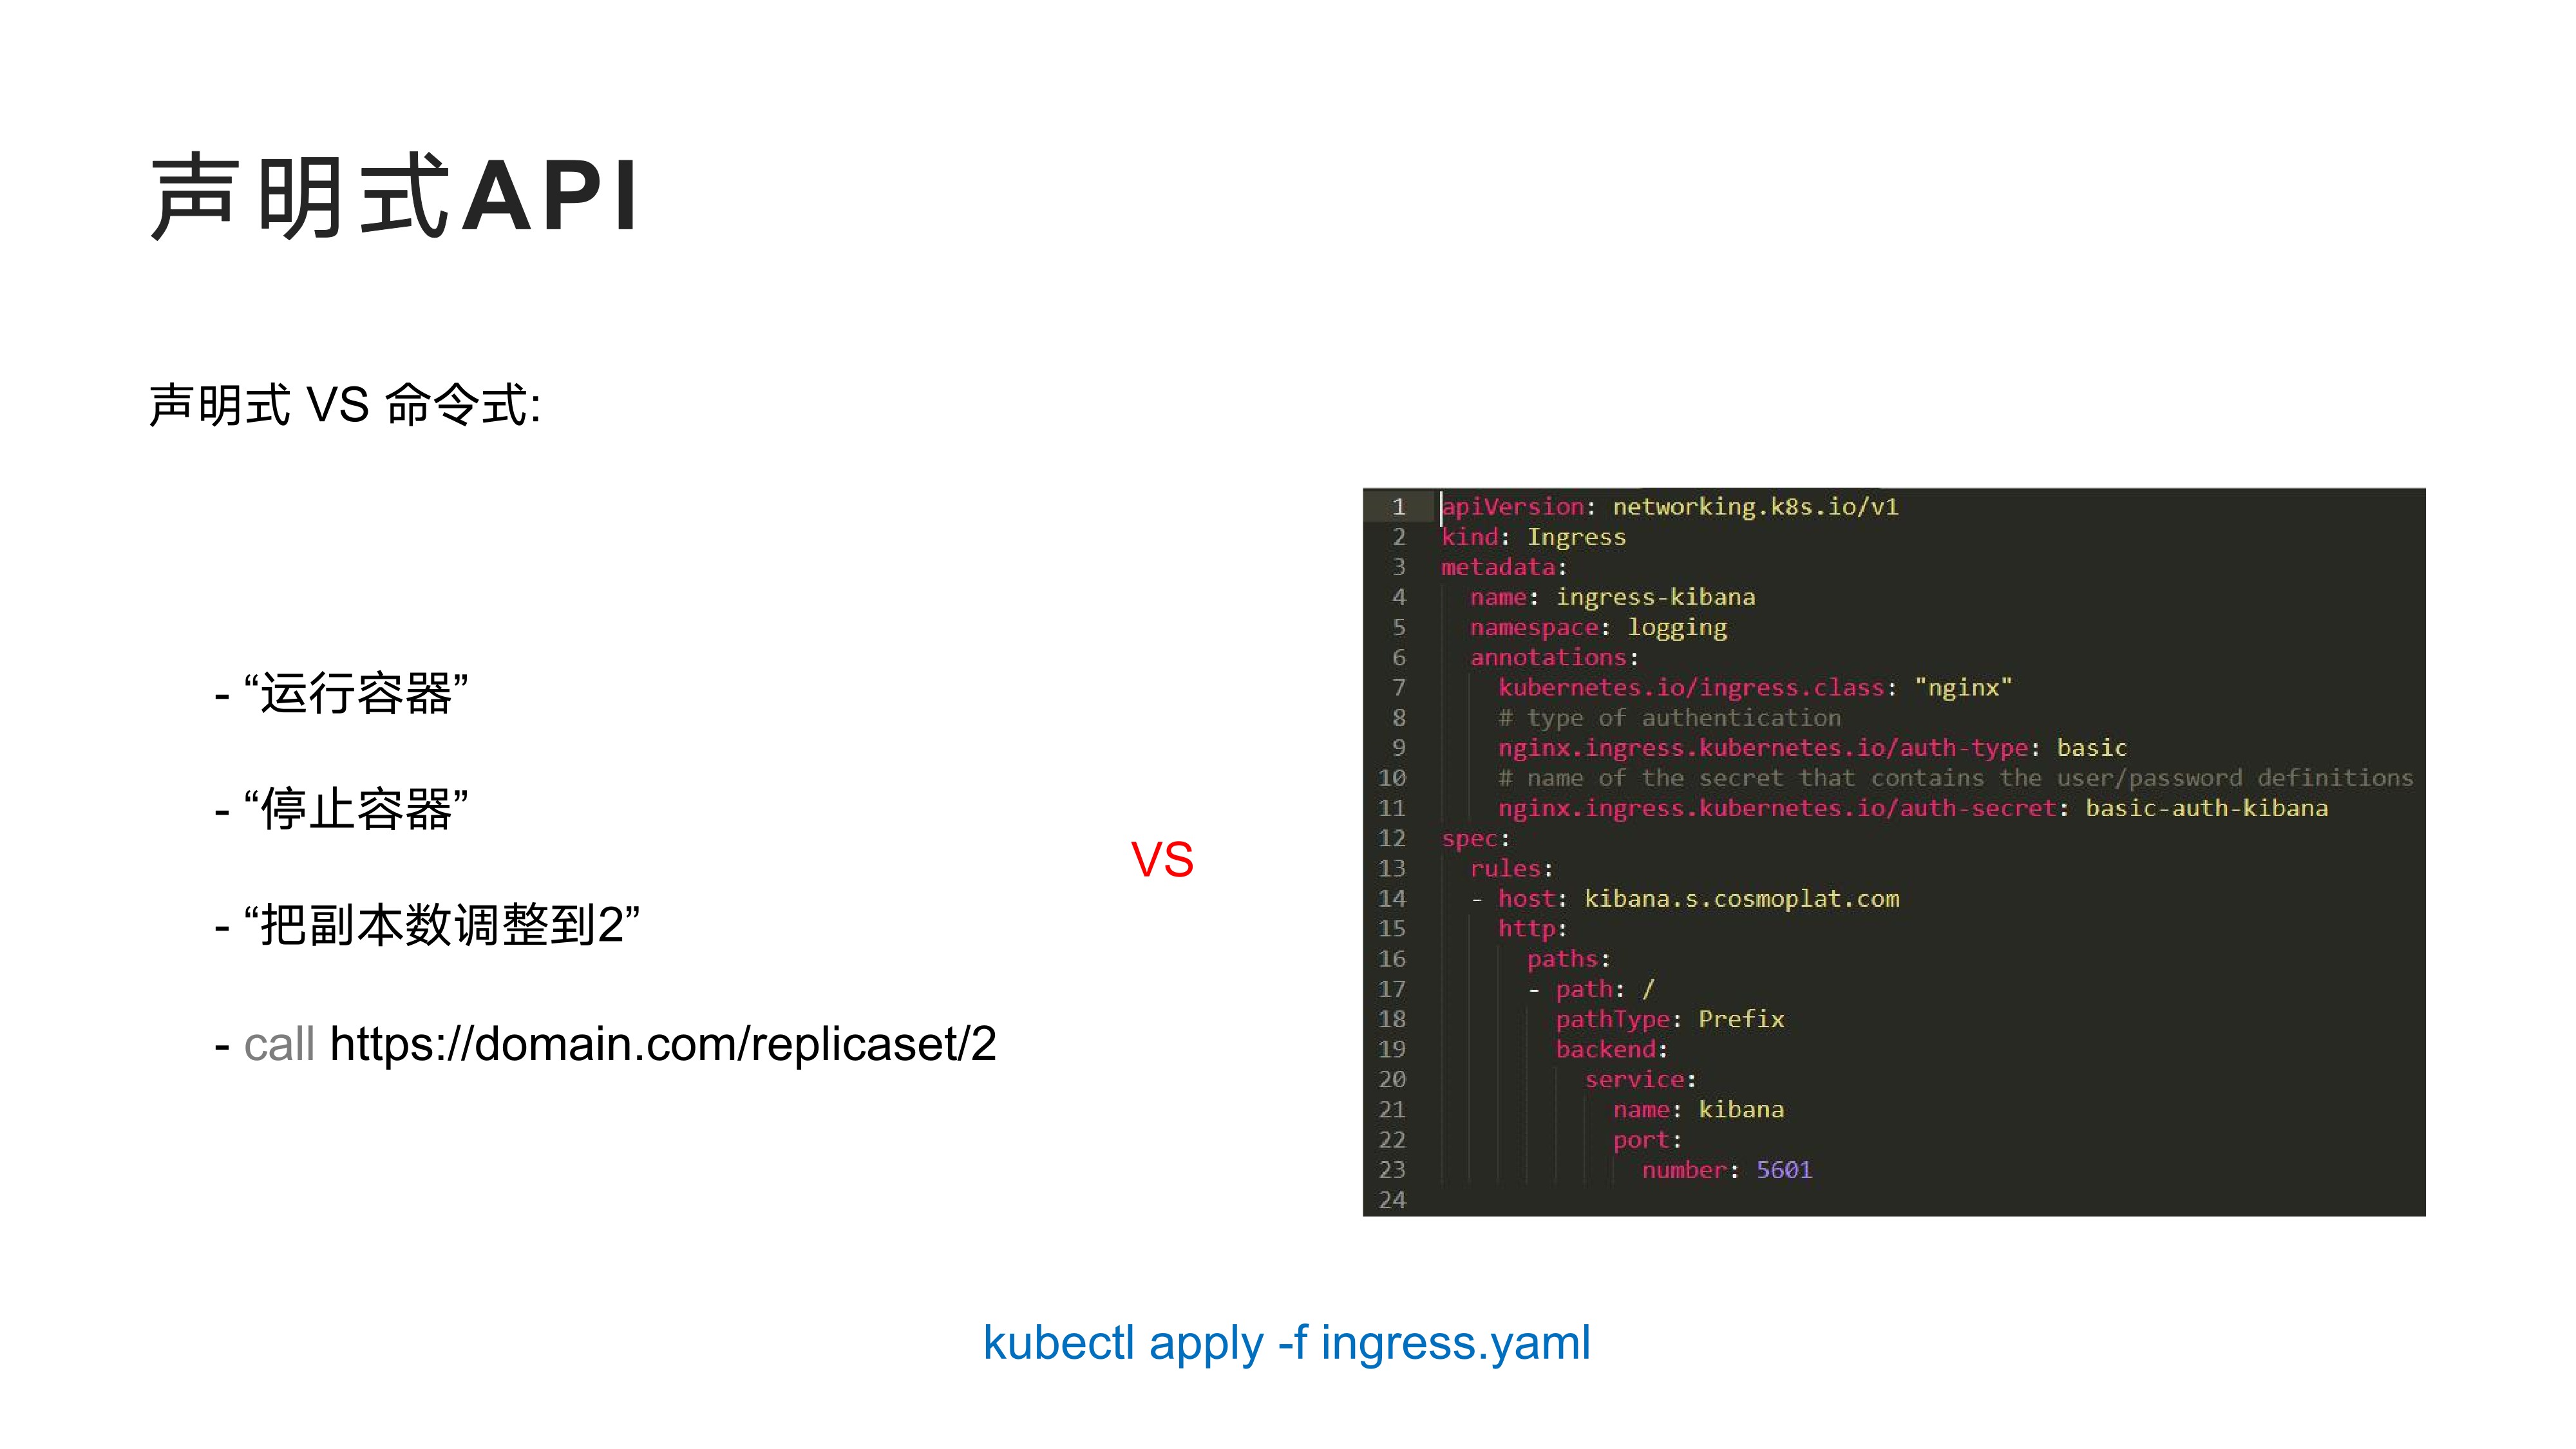 声明式API
声明式 VS 命令式:
- “运行容器”
- “停止容器”
- “把副本数调整到2”
- call https://domain.com/replicaset/2
VS
1 apiVersion: networking.k8s.io/v1
2 kind: Ingress
3 metadata:
4   name: ingress-kibana
5   namespace: logging
6   annotations:
7     kubernetes.io/ingress.class: "nginx"
8     # type of authentication
9     nginx.ingress.kubernetes.io/auth-type: basic
10     # name of the secret that contains the user/password definitions
11     nginx.ingress.kubernetes.io/auth-secret: basic-auth-kibana
12 spec:
13   rules:
14   - host: kibana.s.cosmoplat.com
15     http:
16       paths:
17       - path: /
18         pathType: Prefix
19         backend:
20           service:
21             name: kibana
22             port:
23               number: 5601
24
kubectl apply -f ingress.yaml